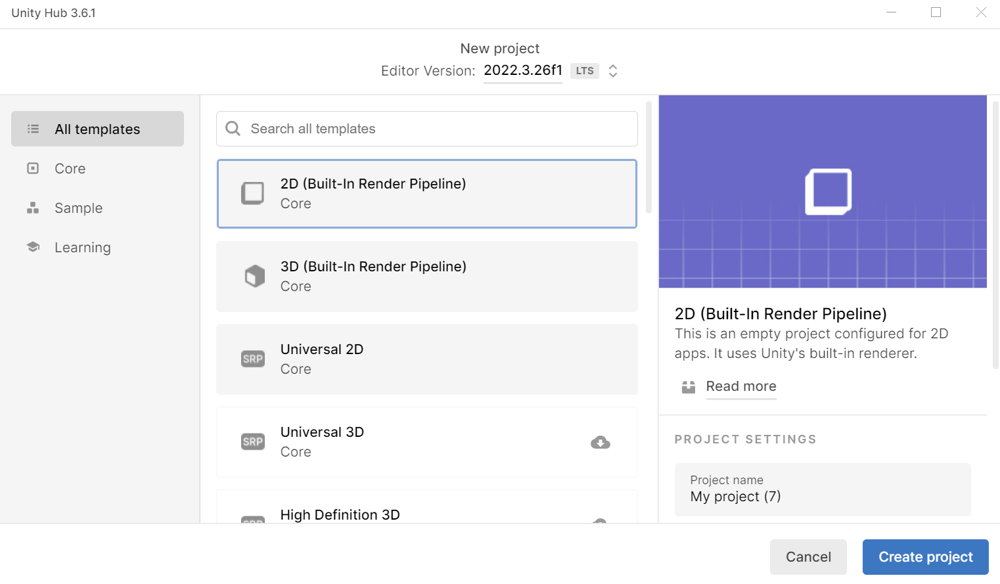 Unity Hub 3.6.1
New project
Editor Version: 2022.3.26f1 LTS
All templates
Core
Sample
Learning
Search all templates
2D (Built-In Render Pipeline)
Core
3D (Built-In Render Pipeline)
Core
SRP
Universal 2D
Core
SRP
Universal 3D
Core
SRP
High Definition 3D
2D (Built-In Render Pipeline)
This is an empty project configured for 2D
apps. It uses Unity's built-in renderer.
Read more
PROJECT SETTINGS
Project name
My project (7)
Cancel
Create project